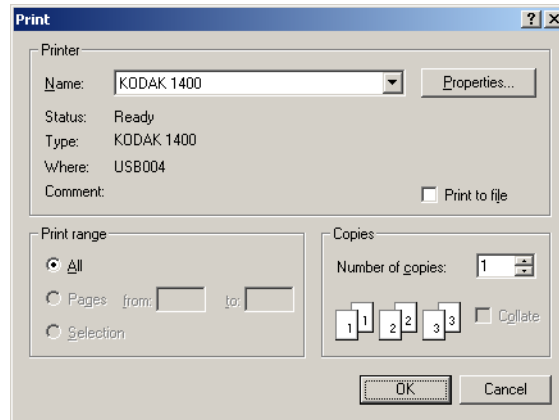 Print
Printer
Name: KODAK 1400 Properties...
Status: Ready
Type: KODAK 1400
Where: USB004
Comment: Print to file
Print range
All
Pages from: to:
Selection
Copies
Number of copies: 1
1 1 2 2 3 3 Collate
OK Cancel